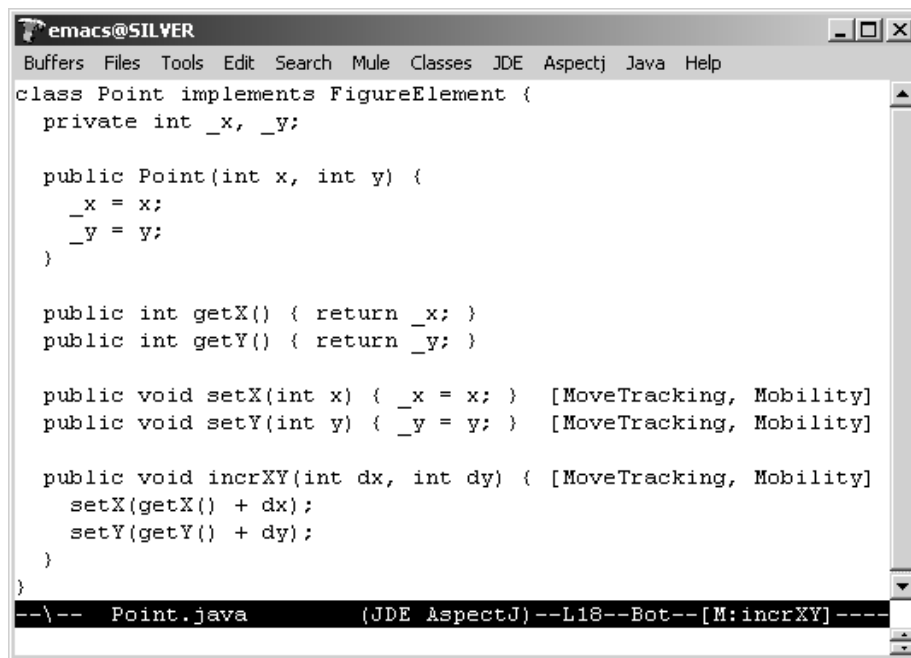 emacs@SILVER
Buffers Files Tools Edit Search Mule Classes JDE Aspectj Java Help
class Point implements FigureElement {
  private int _x, _y;

  public Point(int x, int y) {
    _x = x;
    _y = y;
  }

  public int getX() { return _x; }
  public int getY() { return _y; }

  public void setX(int x) { _x = x; }  [MoveTracking, Mobility]
  public void setY(int y) { _y = y; }  [MoveTracking, Mobility]

  public void incrXY(int dx, int dy) { [MoveTracking, Mobility]
    setX(getX() + dx);
    setY(getY() + dy);
  }
}
--\--  Point.java        (JDE AspectJ)--L18--Bot--[M:incrXY]----